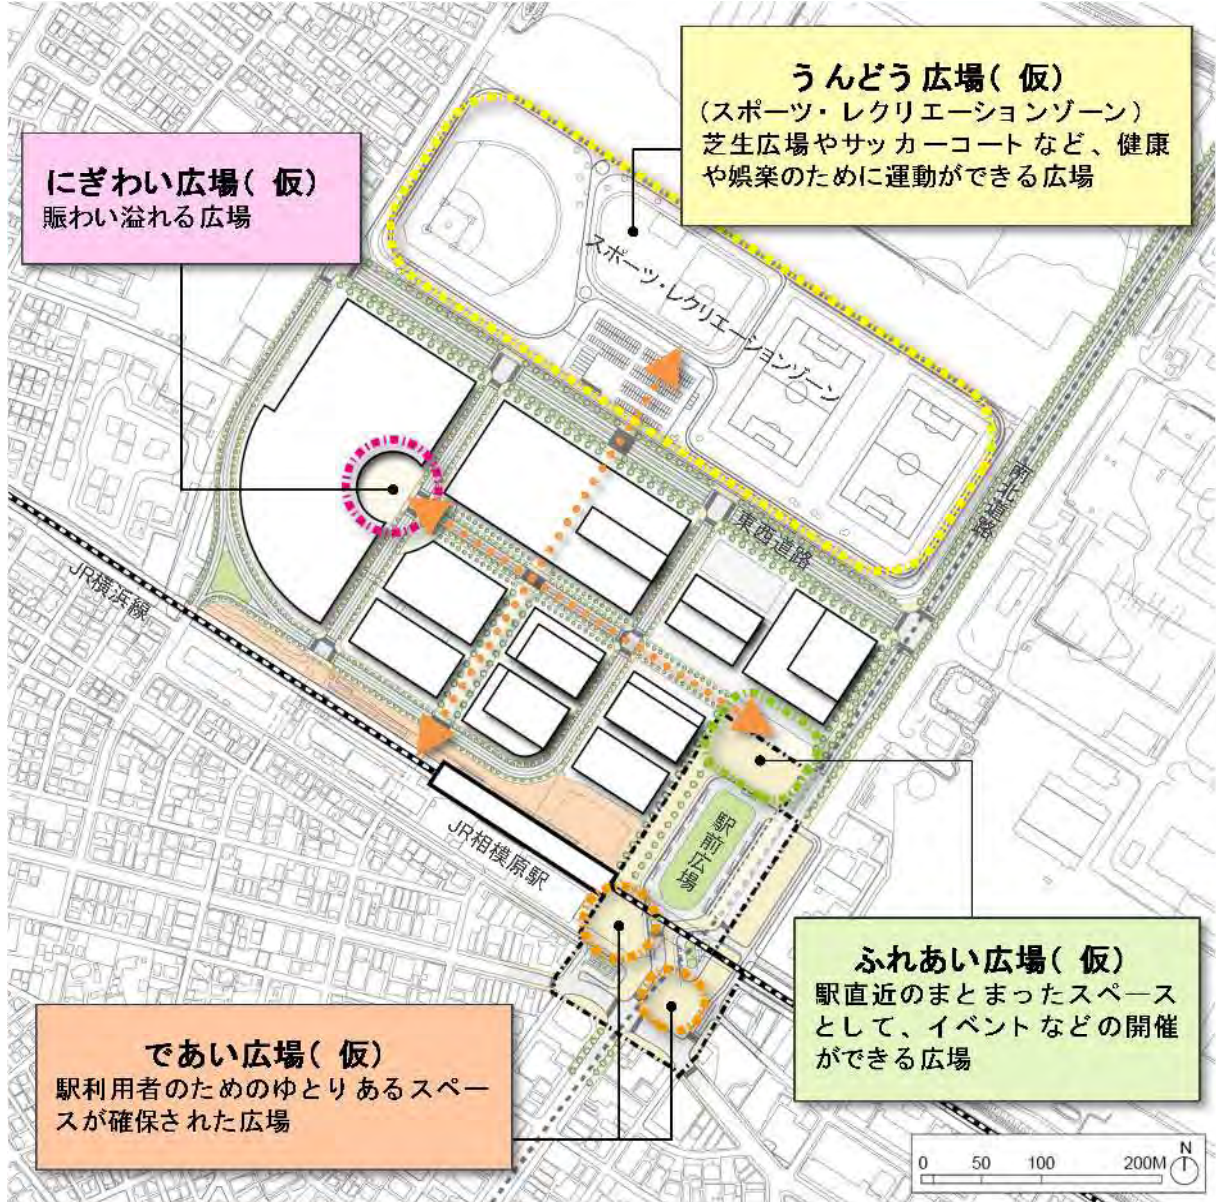 うんどう広場( 仮)
(スポーツ・レクリエーションゾーン)
芝生広場やサッカーコートなど、健康
や娯楽のために運動ができる広場
にぎわい広場( 仮)
賑わい溢れる広場
スポーツ・レクリエーションゾーン
南北道路
東西道路
JR横浜線
JR相模原駅
駅前広場
ふれあい広場( 仮)
駅直近のまとまったスペース
として、イベントなどの開催
ができる広場
であい広場( 仮)
駅利用者のためのゆとりあるスペー
スが確保された広場
0 50 100 200M
N